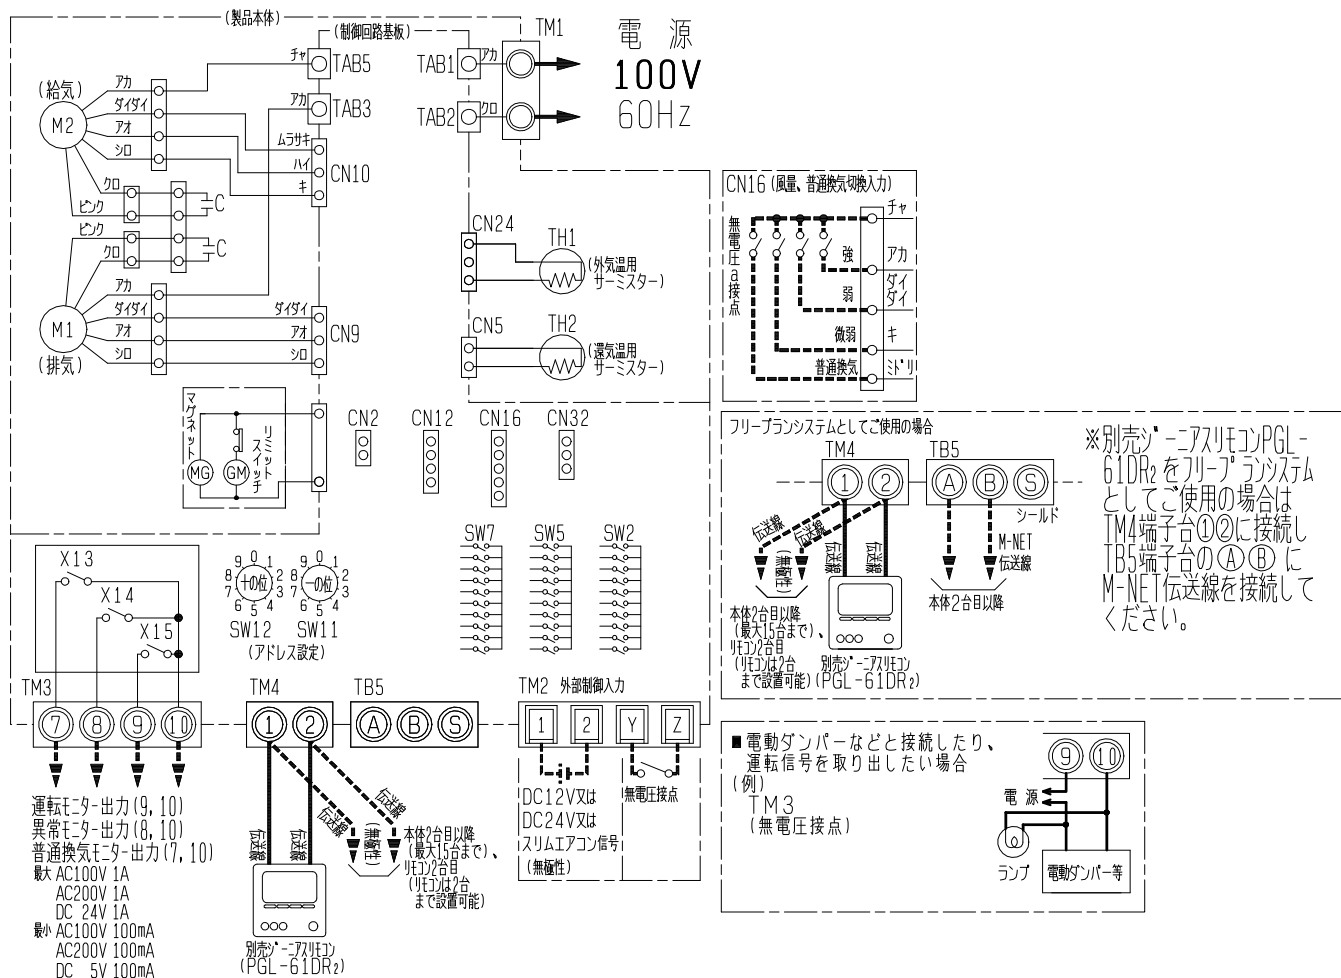 (製品本体)
(制御回路基板)
TM1
電 源
100V
60Hz
チャ
TAB5
TAB1
アカ
アカ
TAB3
TAB2
クロ
(給気)
M2
アカ
ダイダイ
アオ
シロ
クロ
ピンク
C
ムラサキ
ハイ
キ
CN10
ピンク
クロ
C
アカ
ダイダイ
アオ
シロ
M1
(排気)
ダイダイ
アオ
シロ
CN9
CN24
TH1
(外気温用
サーミスター)
CN5
TH2
(還気温用
サーミスター)
マグネット
リミット
スイッチ
MG
GM
CN2
CN12
CN16
CN32
CN16(風量、普通換気切換入力)
無電圧a接点
チャ
強
アカ
弱
ダイダイ
微弱
キ
普通換気
ミドリ
SW7
SW5
SW2
X13
X14
X15
0
1
2
3
4
5
6
7
8
9
十の位
SW12
0
1
2
3
4
5
6
7
8
9
一の位
SW11
(アドレス設定)
TM3
7
8
9
10
TM4
1
2
TB5
A
B
S
TM2 外部制御入力
1
2
Y
Z
運転モニター出力(9,10)
異常モニター出力(8,10)
普通換気モニター出力(7,10)
最大 AC100V 1A
AC200V 1A
DC 24V 1A
最小 AC100V 100mA
AC200V 100mA
DC 5V 100mA
伝送線
伝送線
伝送線
伝送線
(無極性)
本体2台目以降
(最大15台まで)、
リモコン2台目
(リモコンは2台
まで設置可能)
別売ジーニアスリモコン
(PGL-61DR2)
DC12V又は
DC24V又は
スリムエアコン信号
(無極性)
無電圧接点
フリープランシステムとしてご使用の場合
TM4
1
2
TB5
A
B
S
シールド
伝送線
伝送線
伝送線
伝送線
(無極性)
M-NET
伝送線
本体2台目以降
本体2台目以降
(最大15台まで)、
リモコン2台目
(リモコンは2台
まで設置可能)
別売ジーニアスリモコン
(PGL-61DR2)
※別売ジーニアスリモコンPGL-
61DR2をフリープランシステム
としてご使用の場合は
TM4端子台①②に接続し
TB5端子台のⒶⒷに
M-NET伝送線を接続して
ください。
■電動ダンパーなどと接続したり、
運転信号を取り出したい場合
(例)
TM3
(無電圧接点)
9
10
電 源
ランプ
電動ダンパー等